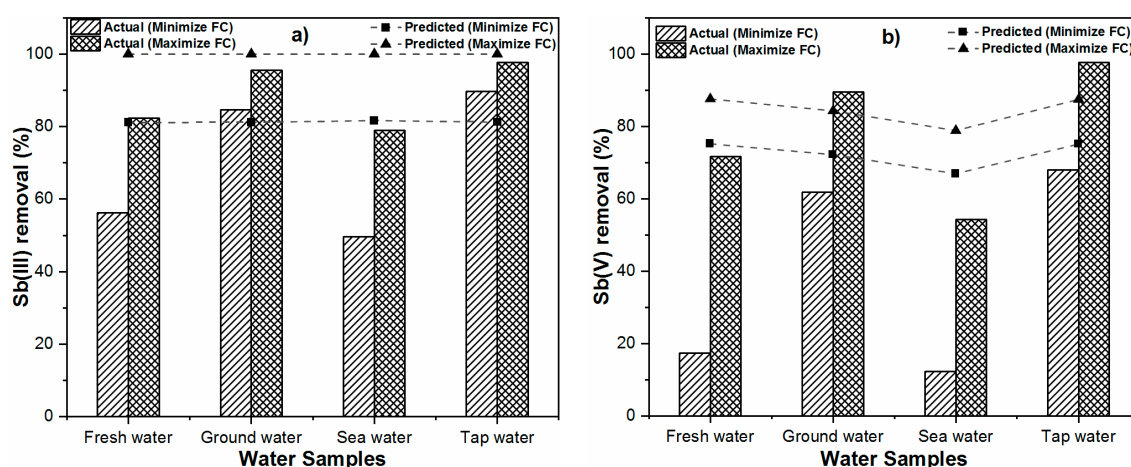 Actual (Minimize FC)
Actual (Maximize FC)
a)
Predicted (Minimize FC)
Predicted (Maximize FC)
100
80
60
40
20
0
Sb(III) removal (%)
Fresh water
Ground water
Sea water
Tap water
Water Samples
Actual (Minimize FC)
Actual (Maximize FC)
b)
Predicted (Minimize FC)
Predicted (Maximize FC)
100
80
60
40
20
0
Sb(V) removal (%)
Fresh water
Ground water
Sea water
Tap water
Water Samples